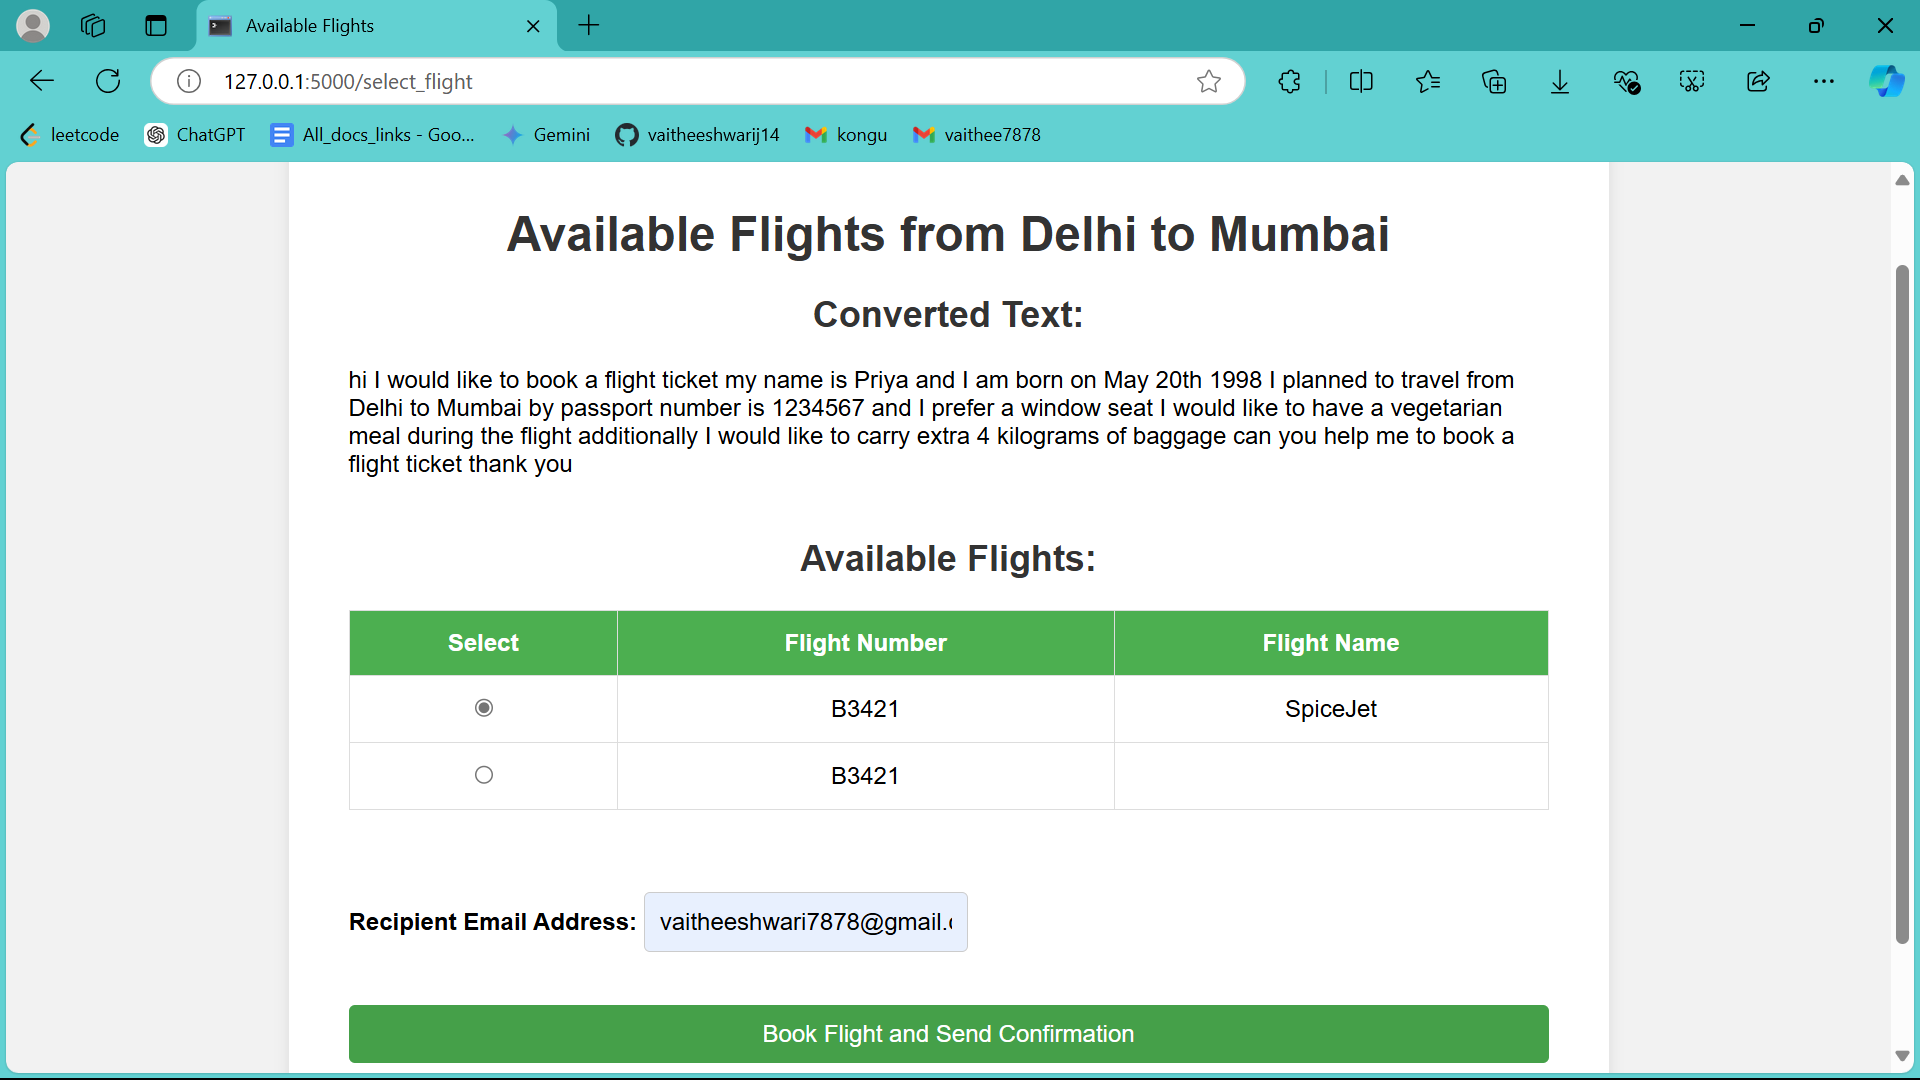 Available Flights
127.0.0.1:5000/select_flight
leetcode ChatGPT All_docs_links - Goo... Gemini vaitheeshwarij14 kongu vaithee7878
Available Flights from Delhi to Mumbai
Converted Text:
hi I would like to book a flight ticket my name is Priya and I am born on May 20th 1998 I planned to travel from
Delhi to Mumbai by passport number is 1234567 and I prefer a window seat I would like to have a vegetarian
meal during the flight additionally I would like to carry extra 4 kilograms of baggage can you help me to book a
flight ticket thank you
Available Flights:
Select Flight Number Flight Name
B3421 SpiceJet
B3421
Recipient Email Address: vaitheeshwari7878@gmail.
Book Flight and Send Confirmation